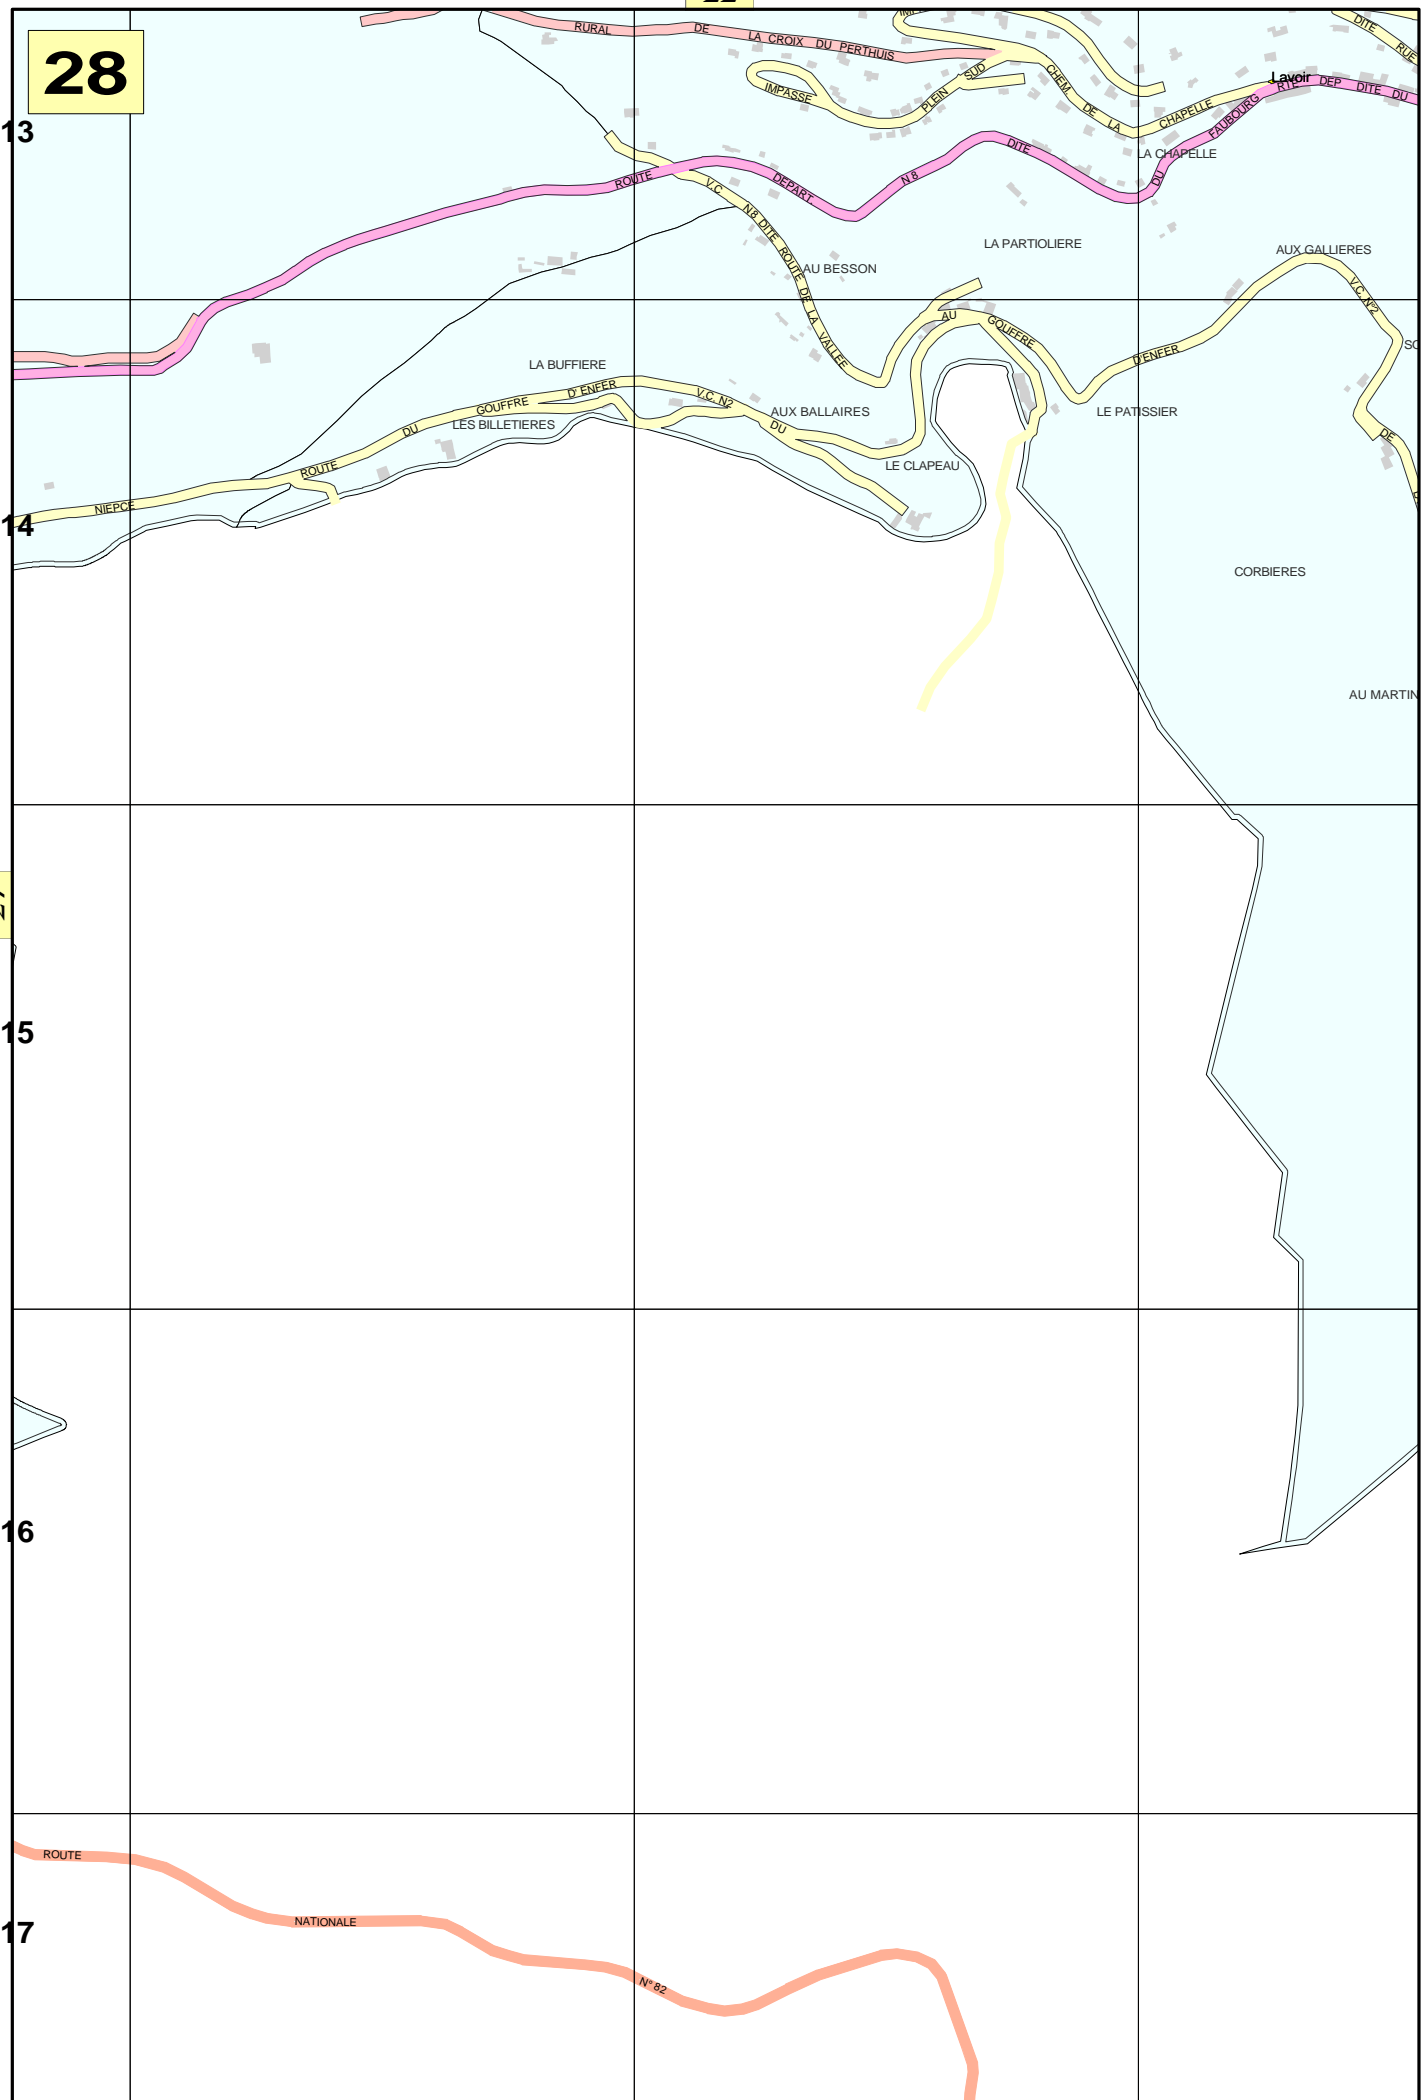 28
RURAL DE LA CROIX DU PERTHUIS
DITE RUE
IMPASSE PLEIN SUD
CHEM. DE LA CHAPELLE
Lavoir
RTE DEP DITE DU
FAUBOURG
DU
13
LA CHAPELLE
ROUTE DEPART. N 8 DITE
V.C N8 DITE ROUTE DE LA VALLEE
LA PARTIOLIERE
AUX GALLIERES
AU BESSON
V.C. N°2
AU GOUFFRE D'ENFER
LA BUFFIERE
LE PATISSIER
AUX BALLAIRES
LES BILLETIERES
NIEPCE
ROUTE DU GOUFFRE D' ENFER V.C. N2
DU
DE
LE CLAPEAU
14
CORBIERES
AU MARTIN
15
16
17
ROUTE NATIONALE N° 82